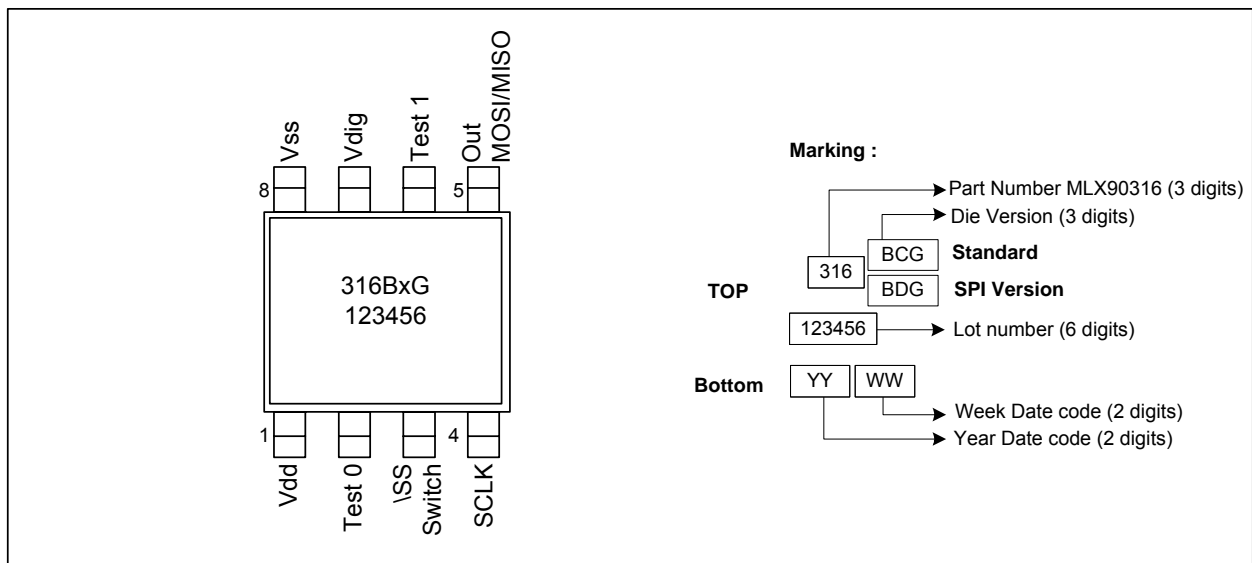 Vss
Vdig
Test 1
Out
MOSI/MISO
8
5
316BxG
123456
1
4
Vdd
Test 0
\SS
Switch
SCLK
Marking :
Part Number MLX90316 (3 digits)
Die Version (3 digits)
BCG Standard
316
TOP
BDG SPI Version
123456 Lot number (6 digits)
Bottom YY WW
Week Date code (2 digits)
Year Date code (2 digits)